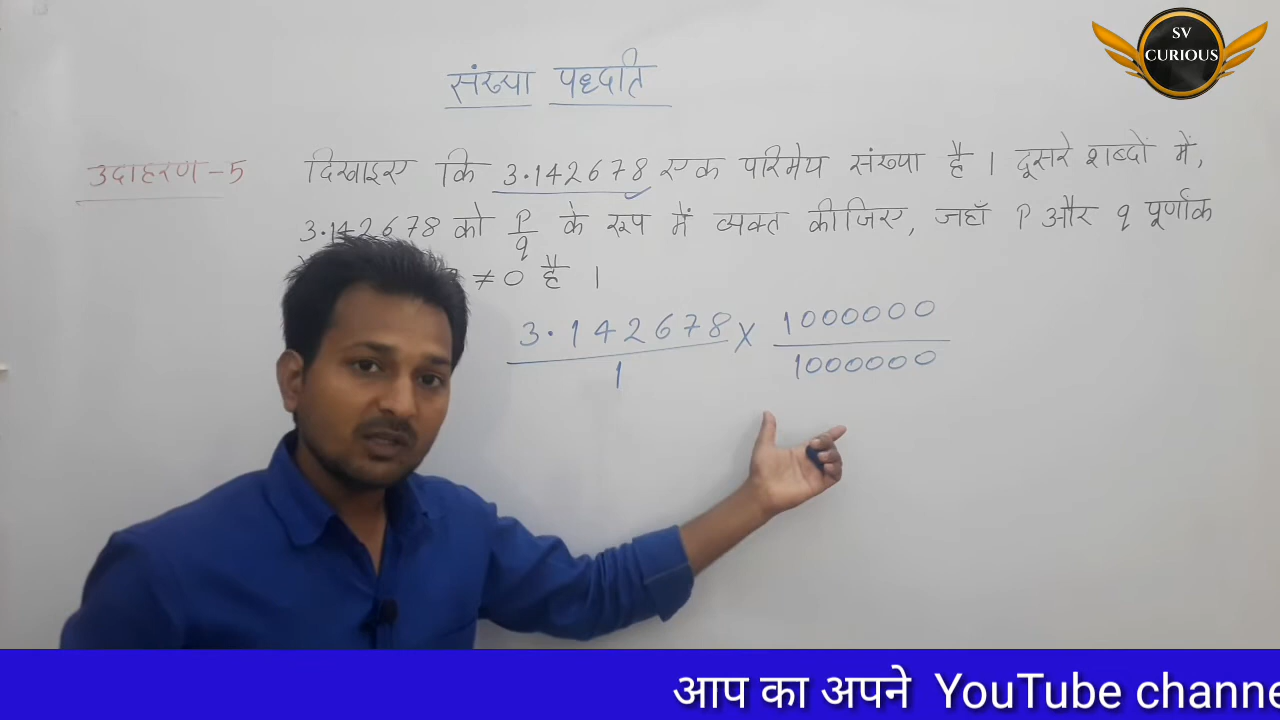 SV
CURIOUS
संख्या पद्धति
उदाहरण-5
दिखाइए कि 3.142678 एक परिमेय संख्या है । दूसरे शब्दों में,
3.142678 को p/q के रूप में व्यक्त कीजिए, जहाँ p और q पूर्णांक
≠ 0 है ।
3.142678/1 x 1000000/1000000
आप का अपने YouTube channe